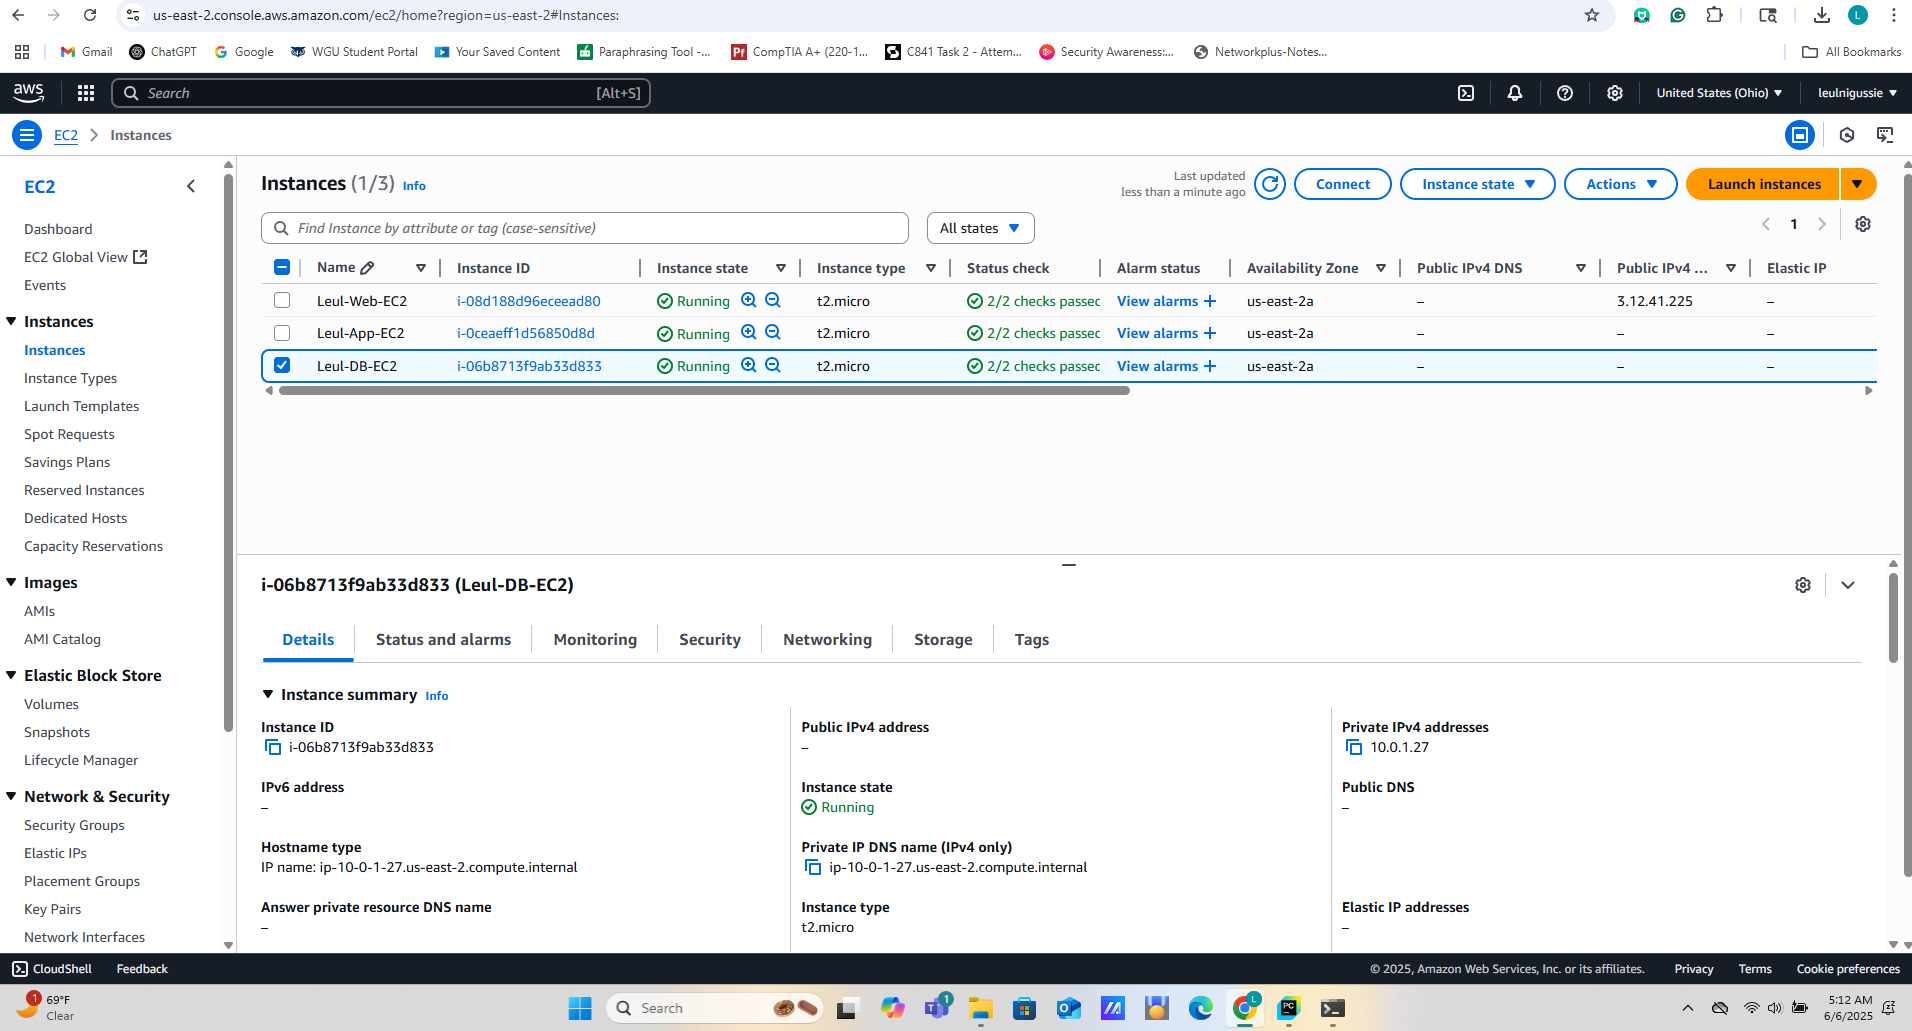 us-east-2.console.aws.amazon.com/ec2/home?region=us-east-2#Instances:
L
Gmail ChatGPT Google WGU Student Portal Your Saved Content Paraphrasing Tool -... CompTIA A+ (220-1... C841 Task 2 - Attem... Security Awareness:... Networkplus-Notes... All Bookmarks
aws Search [Alt+S] United States (Ohio) leulnigussie
EC2 Instances
EC2
Dashboard
EC2 Global View
Events
Instances
Instances
Instance Types
Launch Templates
Spot Requests
Savings Plans
Reserved Instances
Dedicated Hosts
Capacity Reservations
Images
AMIs
AMI Catalog
Elastic Block Store
Volumes
Snapshots
Lifecycle Manager
Network & Security
Security Groups
Elastic IPs
Placement Groups
Key Pairs
Network Interfaces
Instances (1/3) Info
Last updated
less than a minute ago
Connect Instance state Actions Launch instances
Find Instance by attribute or tag (case-sensitive) All states 1
Name Instance ID Instance state Instance type Status check Alarm status Availability Zone Public IPv4 DNS Public IPv4 ... Elastic IP
Leul-Web-EC2 i-08d188d96eceead80 Running t2.micro 2/2 checks passec View alarms + us-east-2a – 3.12.41.225 –
Leul-App-EC2 i-0ceaeff1d56850d8d Running t2.micro 2/2 checks passec View alarms + us-east-2a – – –
Leul-DB-EC2 i-06b8713f9ab33d833 Running t2.micro 2/2 checks passec View alarms + us-east-2a – – –
i-06b8713f9ab33d833 (Leul-DB-EC2)
Details Status and alarms Monitoring Security Networking Storage Tags
Instance summary Info
Instance ID
i-06b8713f9ab33d833
Public IPv4 address
–
Private IPv4 addresses
10.0.1.27
IPv6 address
–
Instance state
Running
Public DNS
–
Hostname type
IP name: ip-10-0-1-27.us-east-2.compute.internal
Private IP DNS name (IPv4 only)
ip-10-0-1-27.us-east-2.compute.internal
Answer private resource DNS name
–
Instance type
t2.micro
Elastic IP addresses
–
CloudShell Feedback © 2025, Amazon Web Services, Inc. or its affiliates. Privacy Terms Cookie preferences
1
69°F
Clear
Search
1
L
PC
5:12 AM
6/6/2025